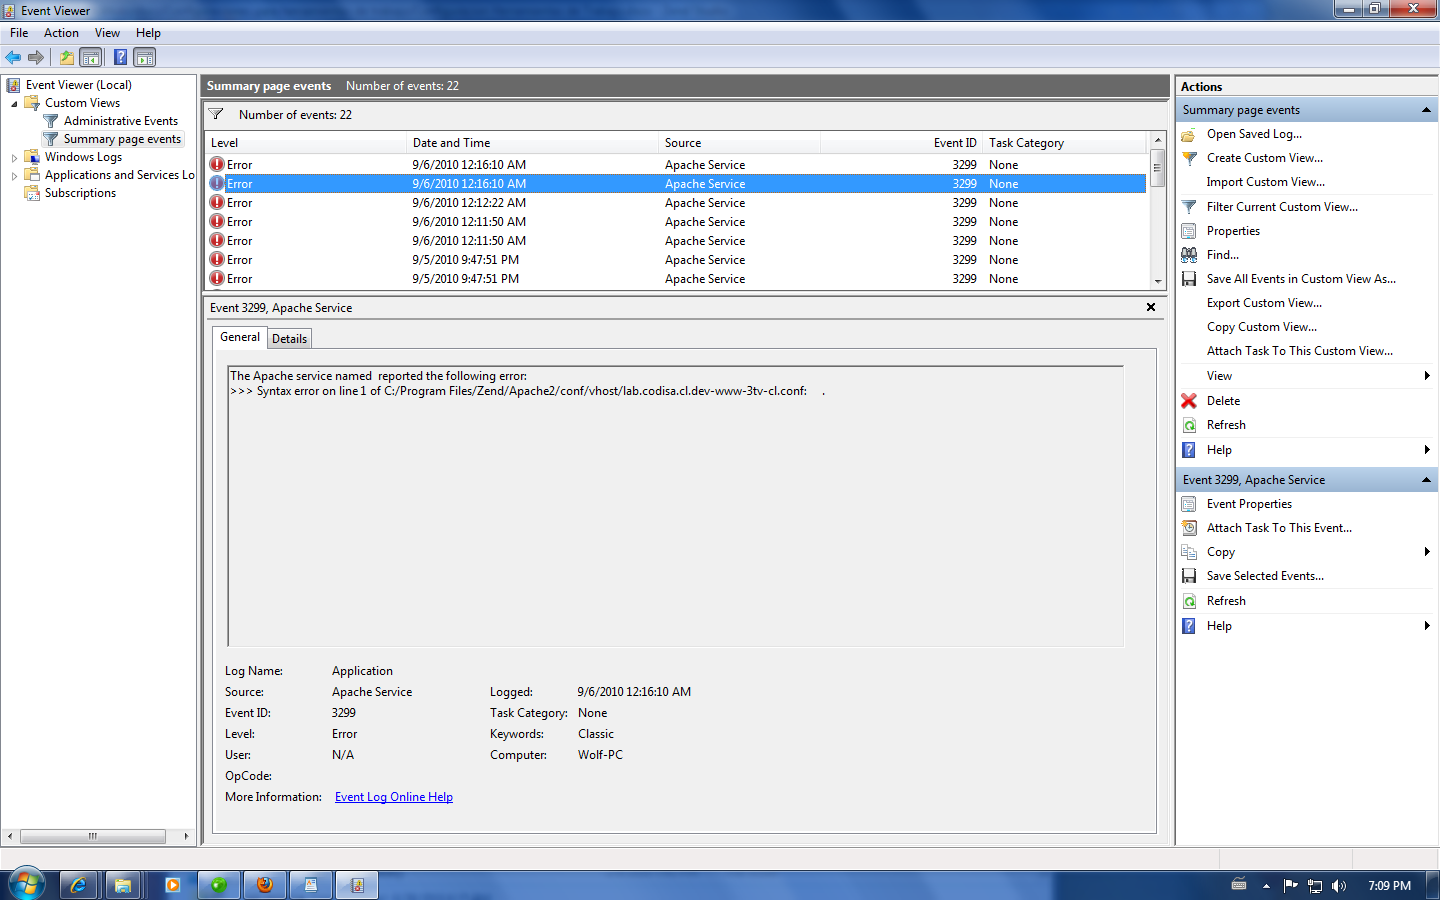 Event Viewer
File Action View Help
Event Viewer (Local)
Custom Views
Administrative Events
Summary page events
Windows Logs
Applications and Services Lo
Subscriptions
Summary page events Number of events: 22
Number of events: 22
Level Date and Time Source Event ID Task Category
Error 9/6/2010 12:16:10 AM Apache Service 3299 None
Error 9/6/2010 12:16:10 AM Apache Service 3299 None
Error 9/6/2010 12:12:22 AM Apache Service 3299 None
Error 9/6/2010 12:11:50 AM Apache Service 3299 None
Error 9/6/2010 12:11:50 AM Apache Service 3299 None
Error 9/5/2010 9:47:51 PM Apache Service 3299 None
Error 9/5/2010 9:47:51 PM Apache Service 3299 None
Event 3299, Apache Service
General Details
The Apache service named reported the following error:
>>> Syntax error on line 1 of C:/Program Files/Zend/Apache2/conf/vhost/lab.codisa.cl.dev-www-3tv-cl.conf: .
Log Name: Application
Source: Apache Service Logged: 9/6/2010 12:16:10 AM
Event ID: 3299 Task Category: None
Level: Error Keywords: Classic
User: N/A Computer: Wolf-PC
OpCode:
More Information: Event Log Online Help
Actions
Summary page events
Open Saved Log...
Create Custom View...
Import Custom View...
Filter Current Custom View...
Properties
Find...
Save All Events in Custom View As...
Export Custom View...
Copy Custom View...
Attach Task To This Custom View...
View
Delete
Refresh
Help
Event 3299, Apache Service
Event Properties
Attach Task To This Event...
Copy
Save Selected Events...
Refresh
Help
7:09 PM